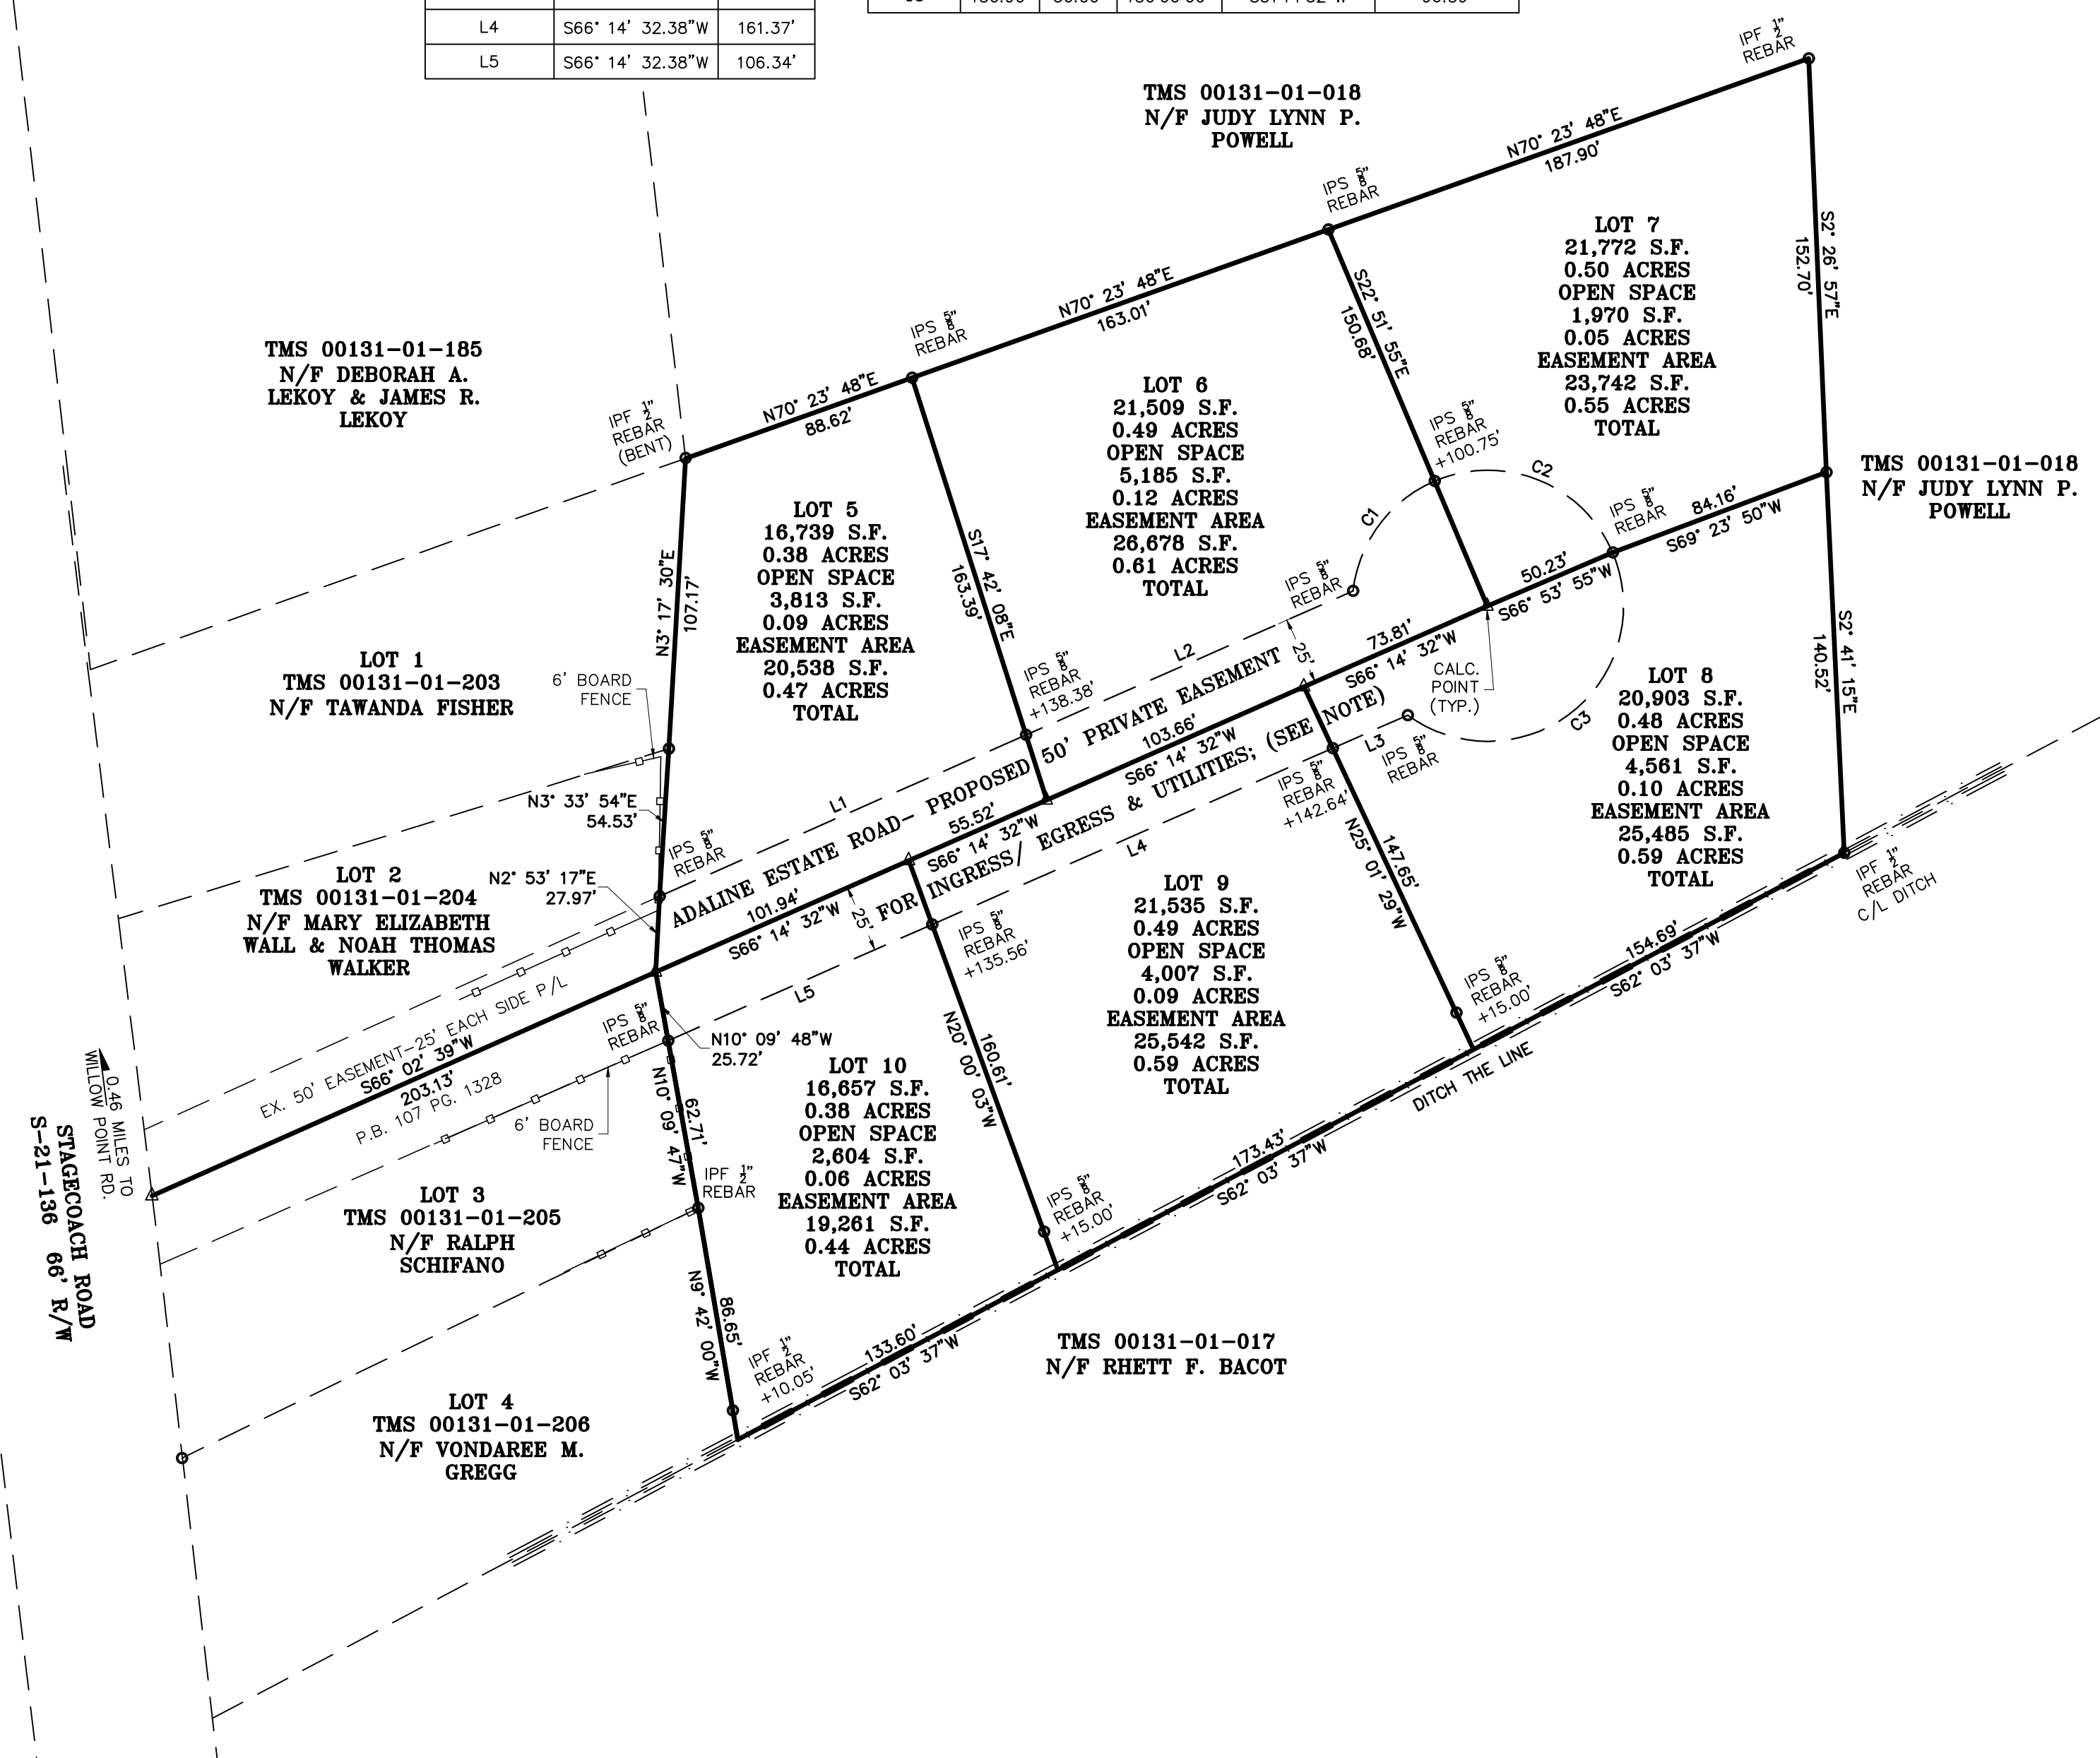 L4 S66° 14' 32.38"W 161.37'
L5 S66° 14' 32.38"W 106.34'
TMS 00131-01-018
N/F JUDY LYNN P.
POWELL
IPF ½"
REBAR
N70° 23' 48"E
187.90'
IPS ⅝"
REBAR
N70° 23' 48"E
163.01'
IPS ⅝"
REBAR
N70° 23' 48"E
88.62'
IPF ½"
REBAR
(BENT)
TMS 00131-01-185
N/F DEBORAH A.
LEKOY & JAMES R.
LEKOY
LOT 7
21,772 S.F.
0.50 ACRES
OPEN SPACE
1,970 S.F.
0.05 ACRES
EASEMENT AREA
23,742 S.F.
0.55 ACRES
TOTAL
S2° 26' 57"E
152.70'
S22° 51' 55"E
150.68'
IPS ⅝"
REBAR
+100.75'
LOT 6
21,509 S.F.
0.49 ACRES
OPEN SPACE
5,185 S.F.
0.12 ACRES
EASEMENT AREA
26,678 S.F.
0.61 ACRES
TOTAL
LOT 5
16,739 S.F.
0.38 ACRES
OPEN SPACE
3,813 S.F.
0.09 ACRES
EASEMENT AREA
20,538 S.F.
0.47 ACRES
TOTAL
S17° 42' 08"E
163.39'
IPS ⅝"
REBAR
+138.38'
N3° 17' 30"E
107.17'
TMS 00131-01-018
N/F JUDY LYNN P.
POWELL
C1
C2
C3
IPS ⅝"
REBAR
84.16'
S69° 23' 50"W
50.23'
S66° 53' 55"W
IPS ⅝"
REBAR
L2
25'
73.81'
S66° 14' 32"W
CALC.
POINT
(TYP.)
S2° 41' 15"E
140.52'
LOT 8
20,903 S.F.
0.48 ACRES
OPEN SPACE
4,561 S.F.
0.10 ACRES
EASEMENT AREA
25,485 S.F.
0.59 ACRES
TOTAL
LOT 1
TMS 00131-01-203
N/F TAWANDA FISHER
6' BOARD
FENCE
N3° 33' 54"E
54.53'
IPS ⅝"
REBAR
N2° 53' 17"E
27.97'
LOT 2
TMS 00131-01-204
N/F MARY ELIZABETH
WALL & NOAH THOMAS
WALKER
L1
ADALINE ESTATE ROAD- PROPOSED 50' PRIVATE EASEMENT
FOR INGRESS/ EGRESS & UTILITIES; (SEE NOTE)
103.66'
S66° 14' 32"W
55.52'
S66° 14' 32"W
101.94'
S66° 14' 32"W
25'
L3
IPS ⅝"
REBAR
IPS ⅝"
REBAR
+142.64'
L4
N25° 01' 29"W
147.65'
IPS ⅝"
REBAR
+135.56'
L5
LOT 9
21,535 S.F.
0.49 ACRES
OPEN SPACE
4,007 S.F.
0.09 ACRES
EASEMENT AREA
25,542 S.F.
0.59 ACRES
TOTAL
IPF ½"
REBAR
C/L DITCH
154.69'
S62° 03' 37"W
IPS ⅝"
REBAR
+15.00'
DITCH THE LINE
EX. 50' EASEMENT-25' EACH SIDE P/L
S66° 02' 39"W
203.13'
P.B. 107 PG. 1328
IPS ⅝"
REBAR
N10° 09' 48"W
25.72'
6' BOARD
FENCE
N10° 09' 47"W
62.71'
IPF ½"
REBAR
LOT 10
16,657 S.F.
0.38 ACRES
OPEN SPACE
2,604 S.F.
0.06 ACRES
EASEMENT AREA
19,261 S.F.
0.44 ACRES
TOTAL
N20° 00' 03"W
160.61'
IPS ⅝"
REBAR
+15.00'
173.43'
S62° 03' 37"W
0.46 MILES TO
WILLOW POINT RD.
STAGECOACH ROAD
S-21-136 66' R/W
LOT 3
TMS 00131-01-205
N/F RALPH
SCHIFANO
N9° 42' 00"W
86.65'
IPF ½"
REBAR
+10.05'
133.60'
S62° 03' 37"W
TMS 00131-01-017
N/F RHETT F. BACOT
LOT 4
TMS 00131-01-206
N/F VONDAREE M.
GREGG